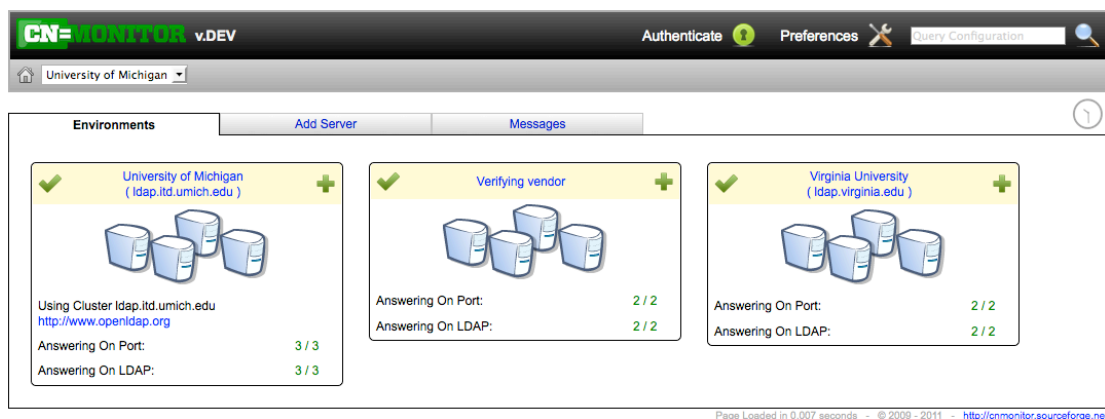 CN=MONITOR v.DEV
Authenticate
Preferences
Query Configuration
University of Michigan
Environments
Add Server
Messages
University of Michigan
( ldap.itd.umich.edu )
Using Cluster ldap.itd.umich.edu
http://www.openldap.org
Answering On Port: 3 / 3
Answering On LDAP: 3 / 3
Verifying vendor
Answering On Port: 2 / 2
Answering On LDAP: 2 / 2
Virginia University
( ldap.virginia.edu )
Answering On Port: 2 / 2
Answering On LDAP: 2 / 2
Page Loaded in 0.007 seconds - © 2009 - 2011 - http://cnmonitor.sourceforge.ne